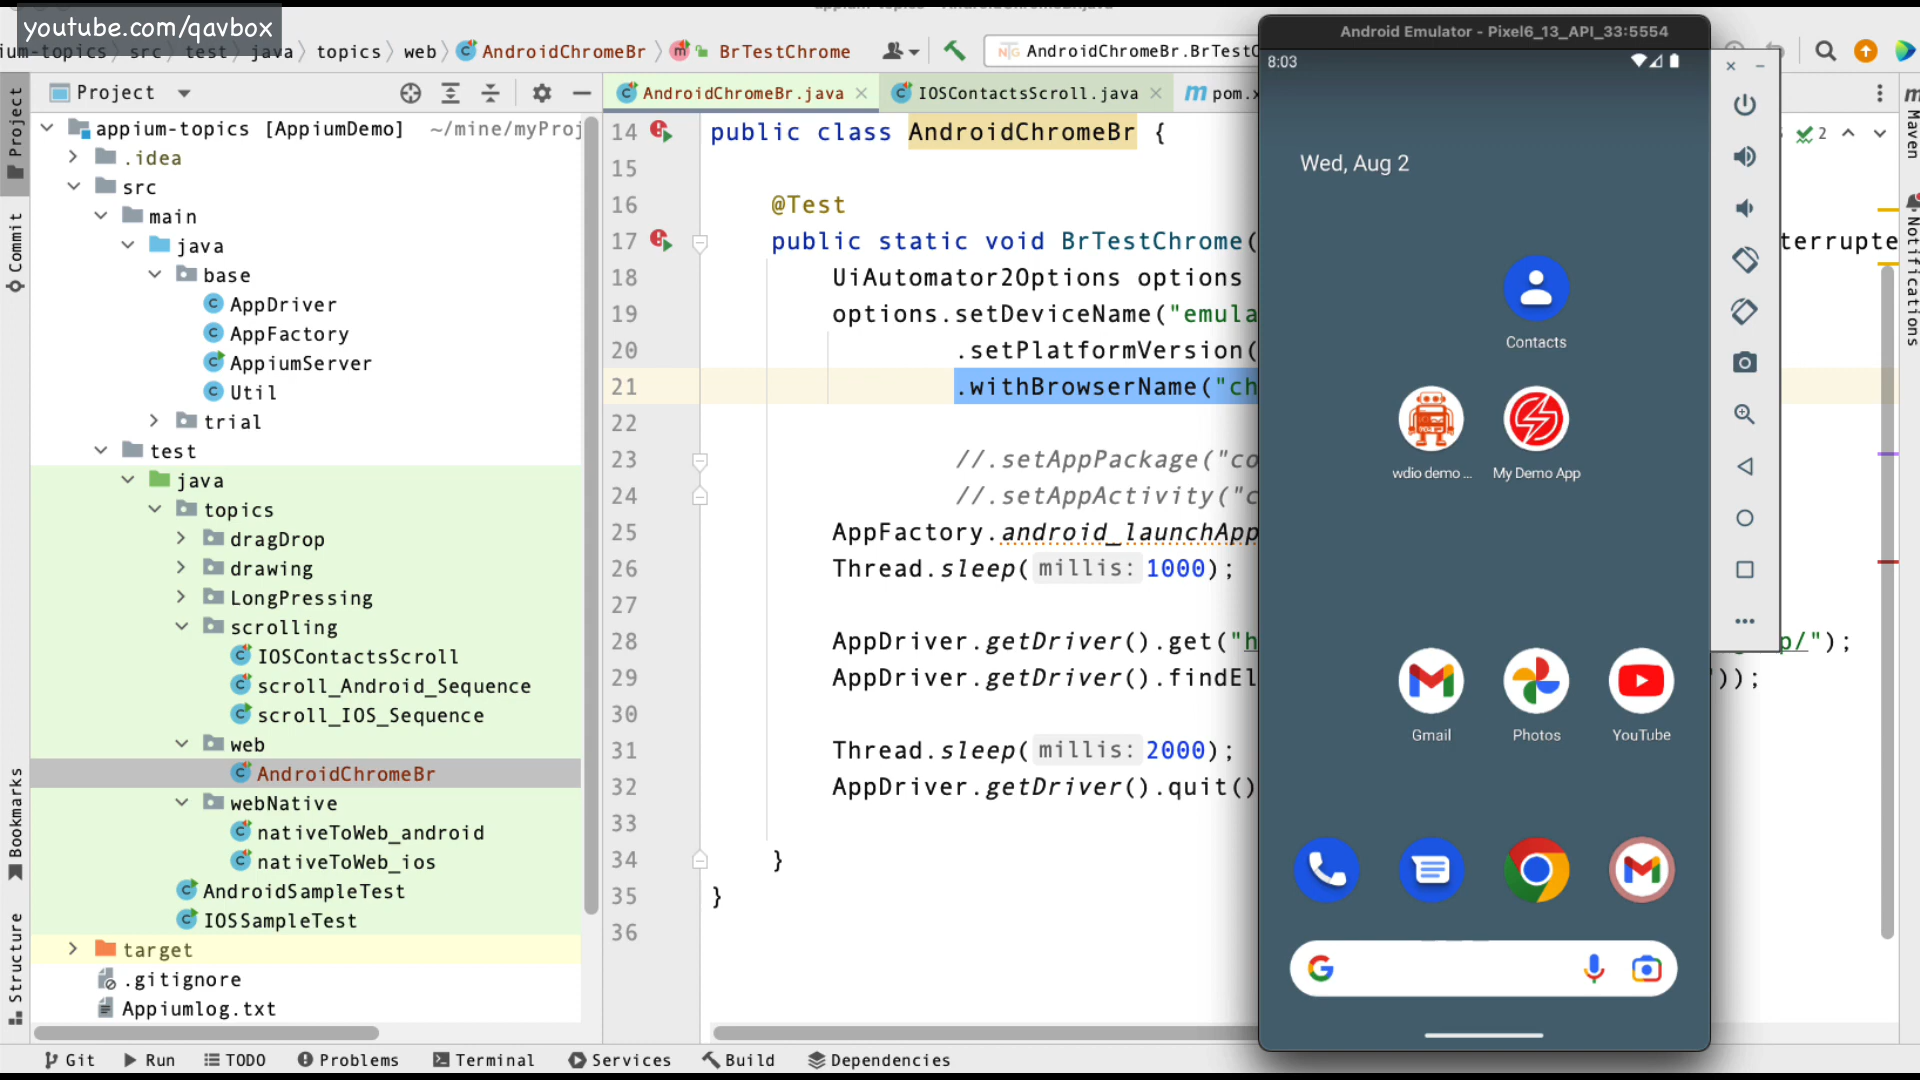 youtube.com/qavbox
src
test
java
topics
web
AndroidChromeBr
BrTestChrome
AndroidChromeBr.BrTestC
Project
AndroidChromeBr.java
IOSContactsScroll.java
pom.x
Project
Commit
Bookmarks
Structure
appium-topics [AppiumDemo] ~/mine/myProj
.idea
src
main
java
base
AppDriver
AppFactory
AppiumServer
Util
trial
test
java
topics
dragDrop
drawing
LongPressing
scrolling
IOSContactsScroll
scroll_Android_Sequence
scroll_IOS_Sequence
web
AndroidChromeBr
webNative
nativeToWeb_android
nativeToWeb_ios
AndroidSampleTest
IOSSampleTest
target
.gitignore
Appiumlog.txt
14 public class AndroidChromeBr {
15
16 @Test
17 public static void BrTestChrome( terrupte
18 UiAutomator2Options options
19 options.setDeviceName("emula
20 .setPlatformVersion(
21 .withBrowserName("ch
22
23 //.setAppPackage("co
24 //.setAppActivity("c
25 AppFactory.android_launchApp
26 Thread.sleep( millis: 1000);
27
28 AppDriver.getDriver().get("h p/");
29 AppDriver.getDriver().findEl "));
30
31 Thread.sleep( millis: 2000);
32 AppDriver.getDriver().quit()
33
34 }
35 }
36
2
Maven
Notifications
Android Emulator - Pixel6_13_API_33:5554
8:03
Wed, Aug 2
Contacts
wdio demo ...
My Demo App
Gmail
Photos
YouTube
Git
Run
TODO
Problems
Terminal
Services
Build
Dependencies